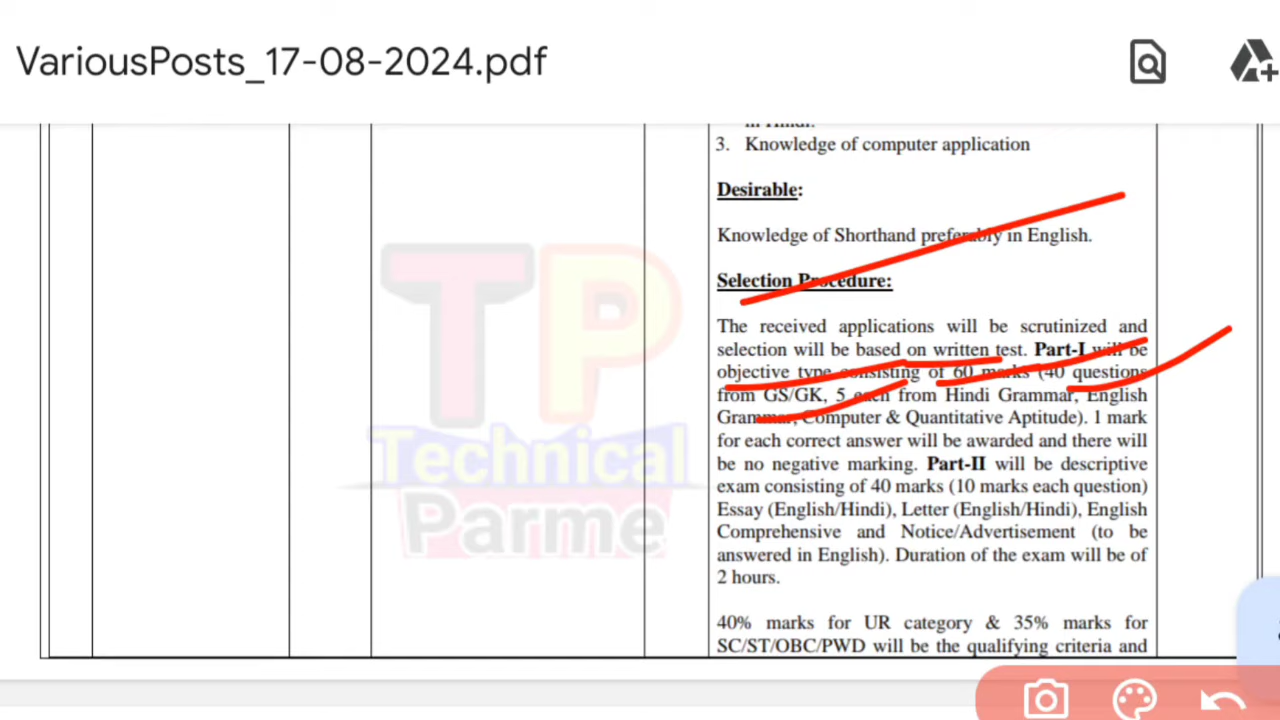 VariousPosts_17-08-2024.pdf
in Hindi.
3. Knowledge of computer application
Desirable:
Knowledge of Shorthand preferably in English.
Selection Procedure:
The received applications will be scrutinized and
selection will be based on written test. Part-I will be
objective type consisting of 60 marks (40 questions
from GS/GK, 5 each from Hindi Grammar, English
Grammar, Computer & Quantitative Aptitude). 1 mark
for each correct answer will be awarded and there will
be no negative marking. Part-II will be descriptive
exam consisting of 40 marks (10 marks each question)
Essay (English/Hindi), Letter (English/Hindi), English
Comprehensive and Notice/Advertisement (to be
answered in English). Duration of the exam will be of
2 hours.
40% marks for UR category & 35% marks for
SC/ST/OBC/PWD will be the qualifying criteria and
TP
Technical
Parme